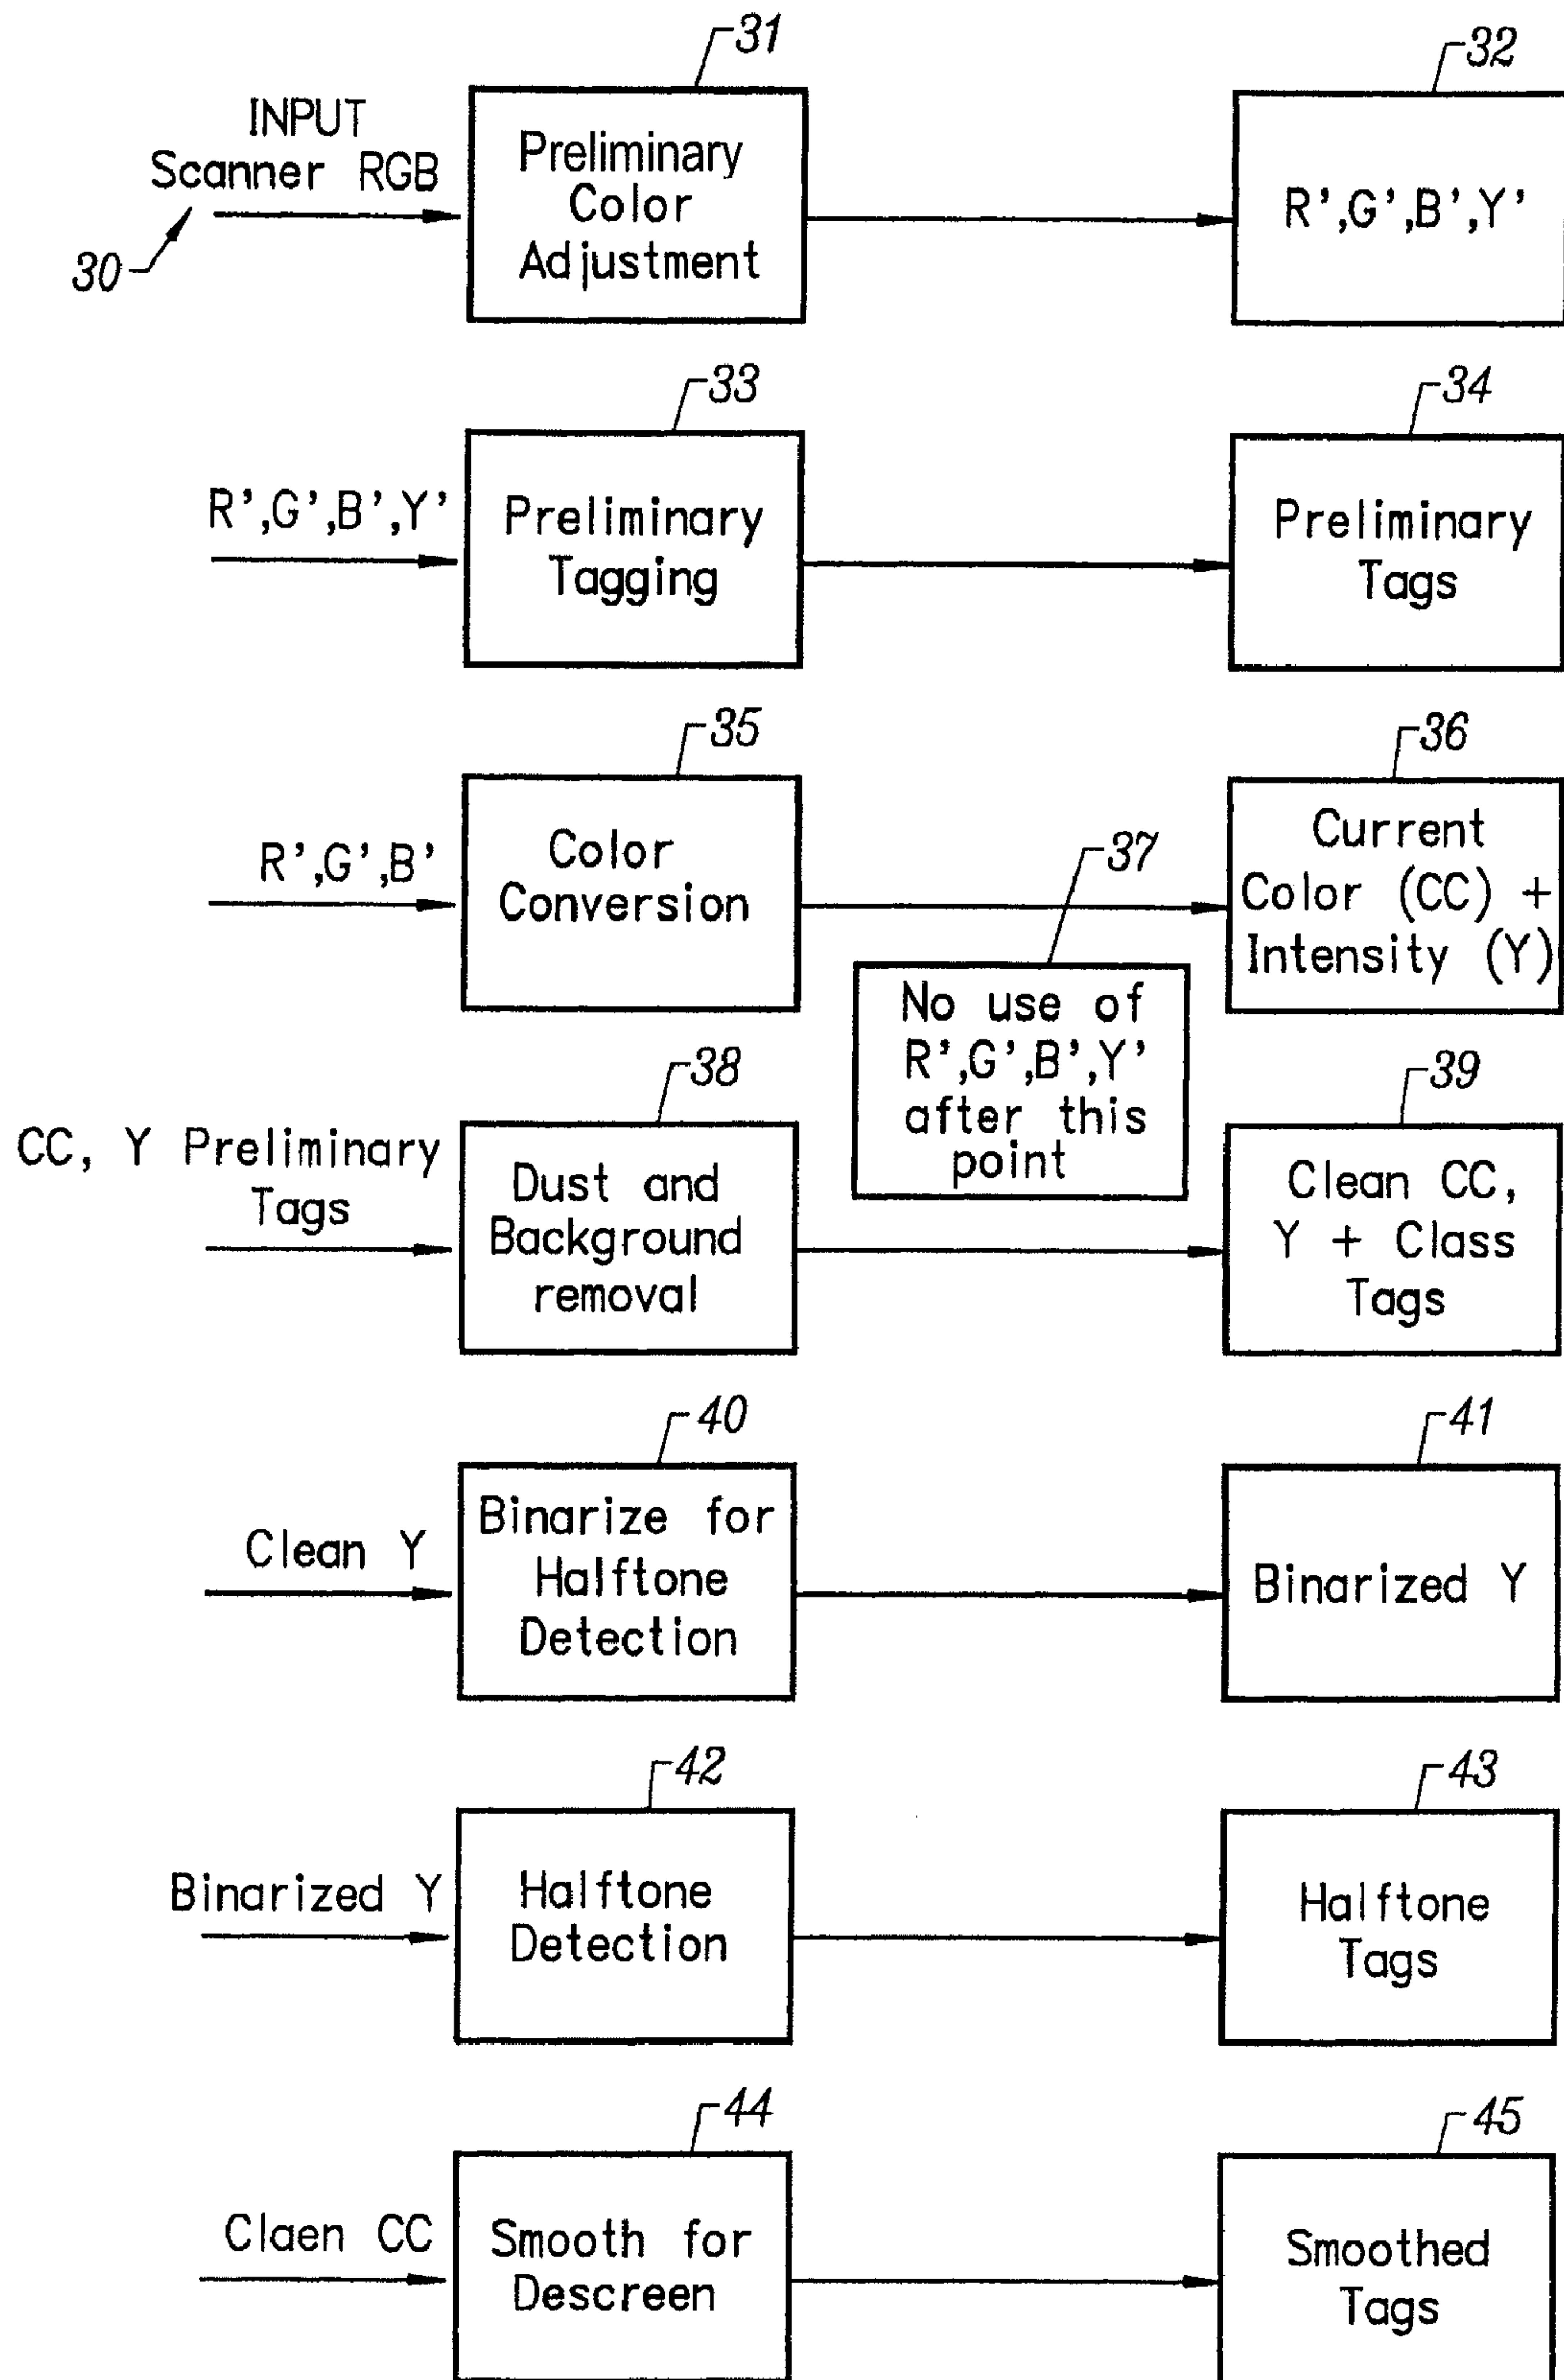 31
32
INPUT
Scanner RGB
30
Preliminary
Color
Adjustment
R',G',B',Y'
33
34
R',G',B',Y'
Preliminary
Tagging
Preliminary
Tags
35
36
R',G',B'
Color
Conversion
37
Current
Color (CC) +
Intensity (Y)
No use of
R',G',B',Y'
after this
point
38
39
CC, Y Preliminary
Tags
Dust and
Background
removal
Clean CC,
Y + Class
Tags
40
41
Clean Y
Binarize for
Halftone
Detection
Binarized Y
42
43
Binarized Y
Halftone
Detection
Halftone
Tags
44
45
Claen CC
Smooth for
Descreen
Smoothed
Tags